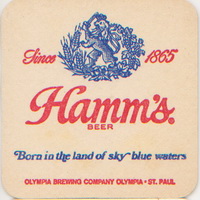 Since 1865
Hamm's
BEER
Born in the land of sky blue waters
OLYMPIA BREWING COMPANY OLYMPIA • ST. PAUL